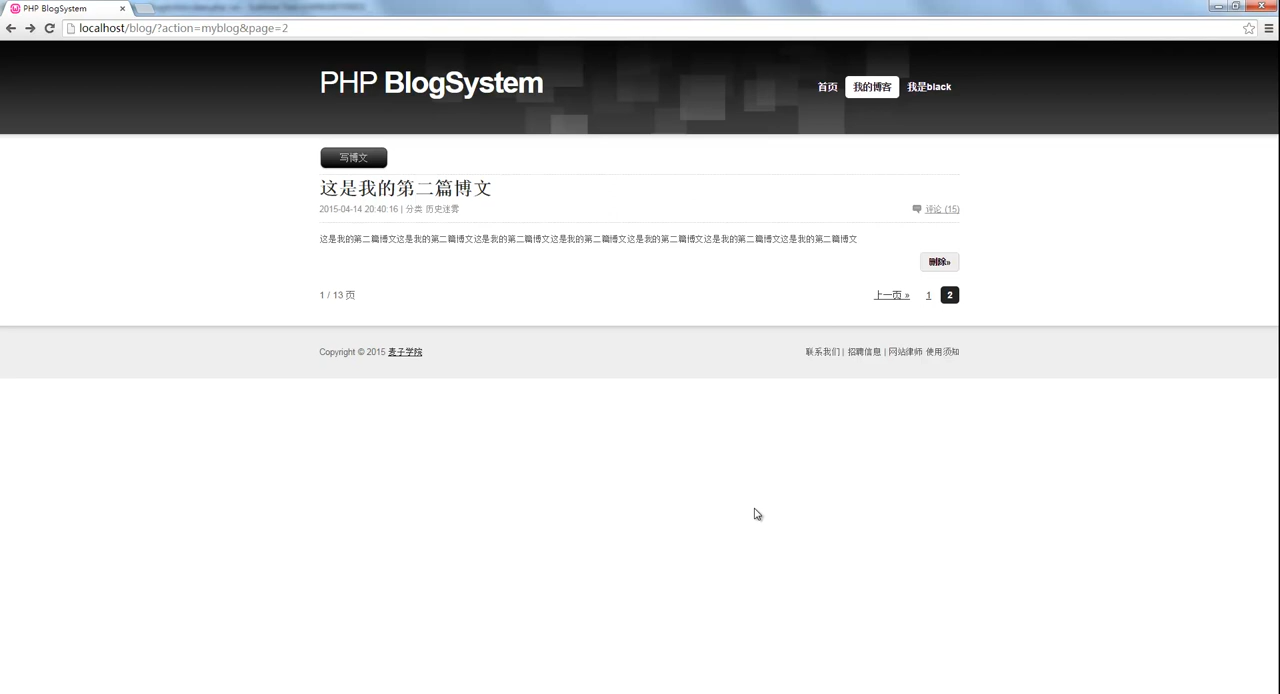 PHP BlogSystem
localhost/blog/?action=myblog&page=2
PHP BlogSystem
首页 我的博客 我是black
写博文
这是我的第二篇博文
2015-04-14 20:40:16 | 分类 历史迷雾
评论 (15)
这是我的第二篇博文这是我的第二篇博文这是我的第二篇博文这是我的第二篇博文这是我的第二篇博文这是我的第二篇博文这是我的第二篇博文
删除»
1 / 13 页
上一页 » 1 2
Copyright © 2015 麦子学院
联系我们 | 招聘信息 | 网站律师 使用须知